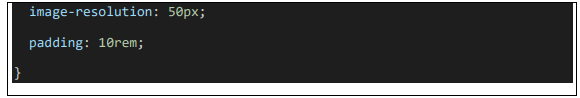 image-resolution: 50px;
padding: 10rem;
}